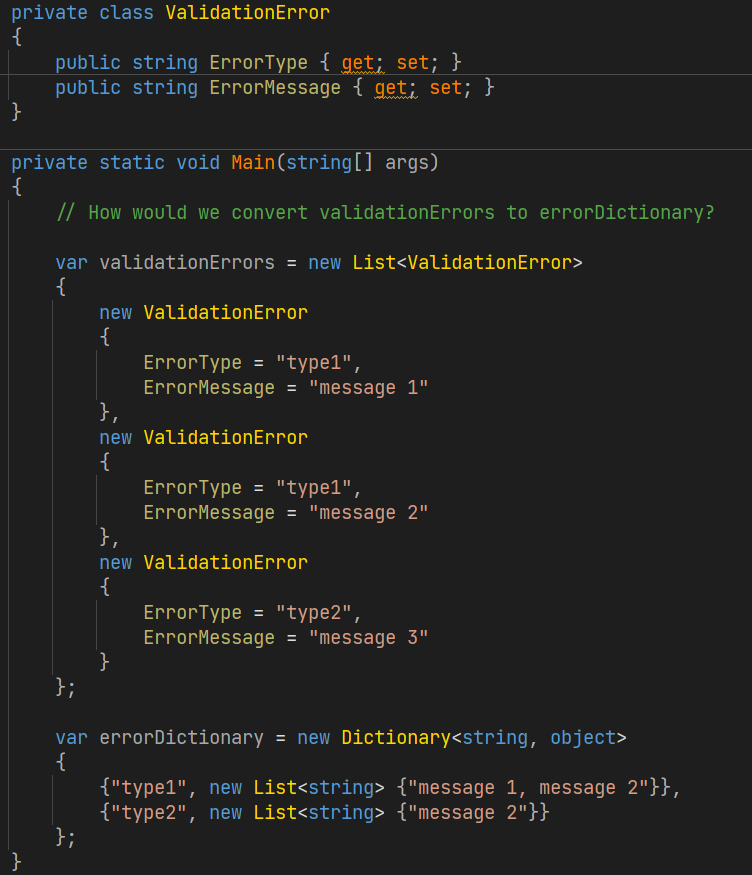 private class ValidationError
{
    public string ErrorType { get; set; }
    public string ErrorMessage { get; set; }
}
private static void Main(string[] args)
{
    // How would we convert validationErrors to errorDictionary?
    var validationErrors = new List<ValidationError>
    {
        new ValidationError
        {
            ErrorType = "type1",
            ErrorMessage = "message 1"
        },
        new ValidationError
        {
            ErrorType = "type1",
            ErrorMessage = "message 2"
        },
        new ValidationError
        {
            ErrorType = "type2",
            ErrorMessage = "message 3"
        }
    };
    var errorDictionary = new Dictionary<string, object>
    {
        {"type1", new List<string> {"message 1, message 2"}},
        {"type2", new List<string> {"message 2"}}
    };
}